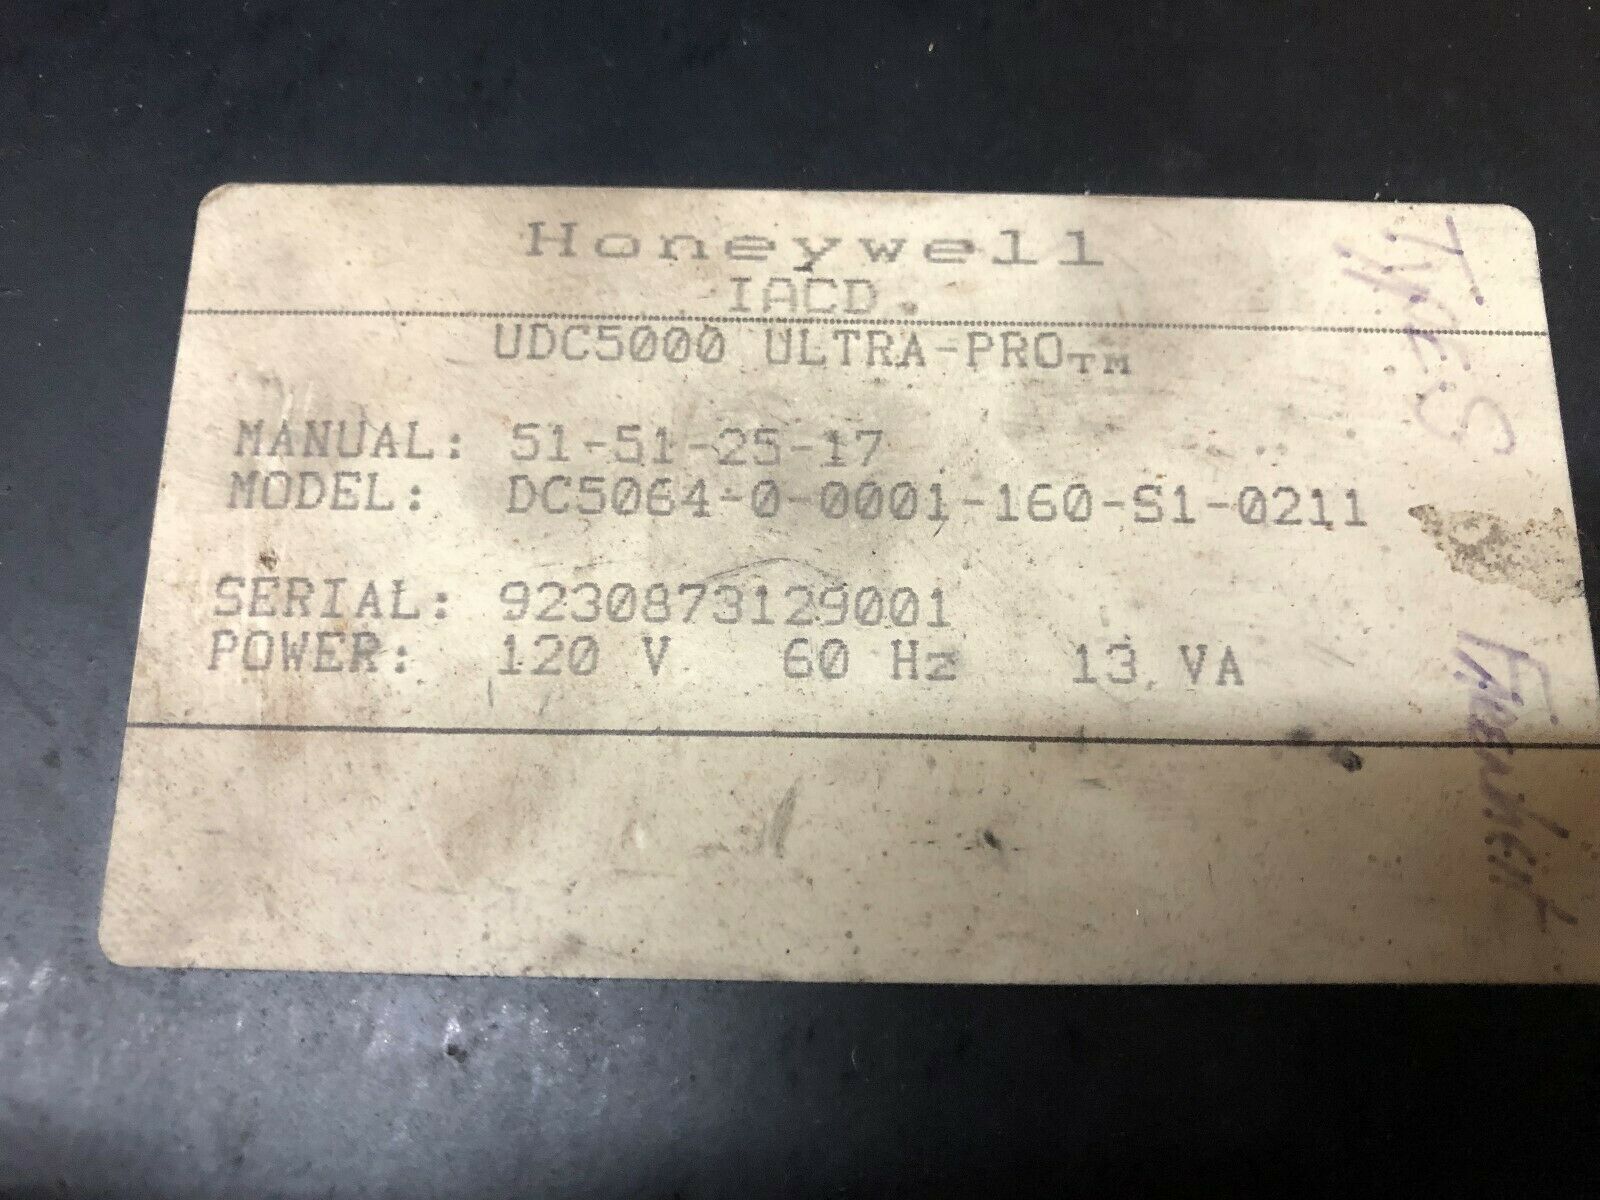 Honeywell
IACD
UDC5000 ULTRA-PRO™
MANUAL: 51-51-25-17
MODEL: DC5064-0-0001-160-S1-0211
SERIAL: 9230873129001
POWER: 120 V 60 Hz 13 VA